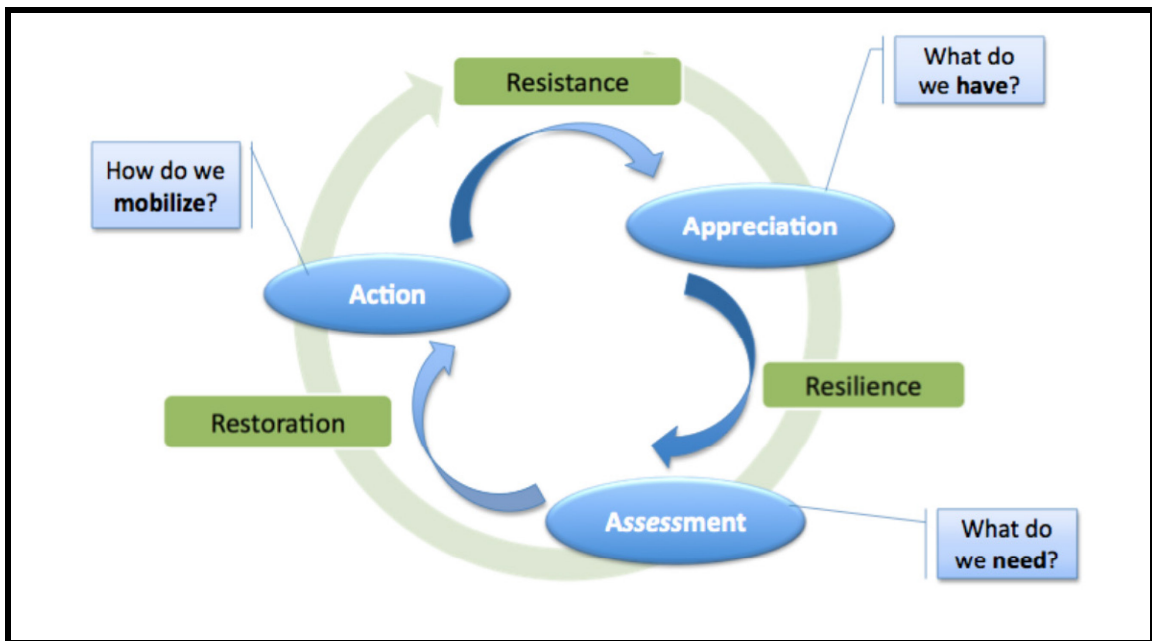 Resistance
What do
we have?
How do we
mobilize?
Appreciation
Action
Resilience
Restoration
Assessment
What do
we need?